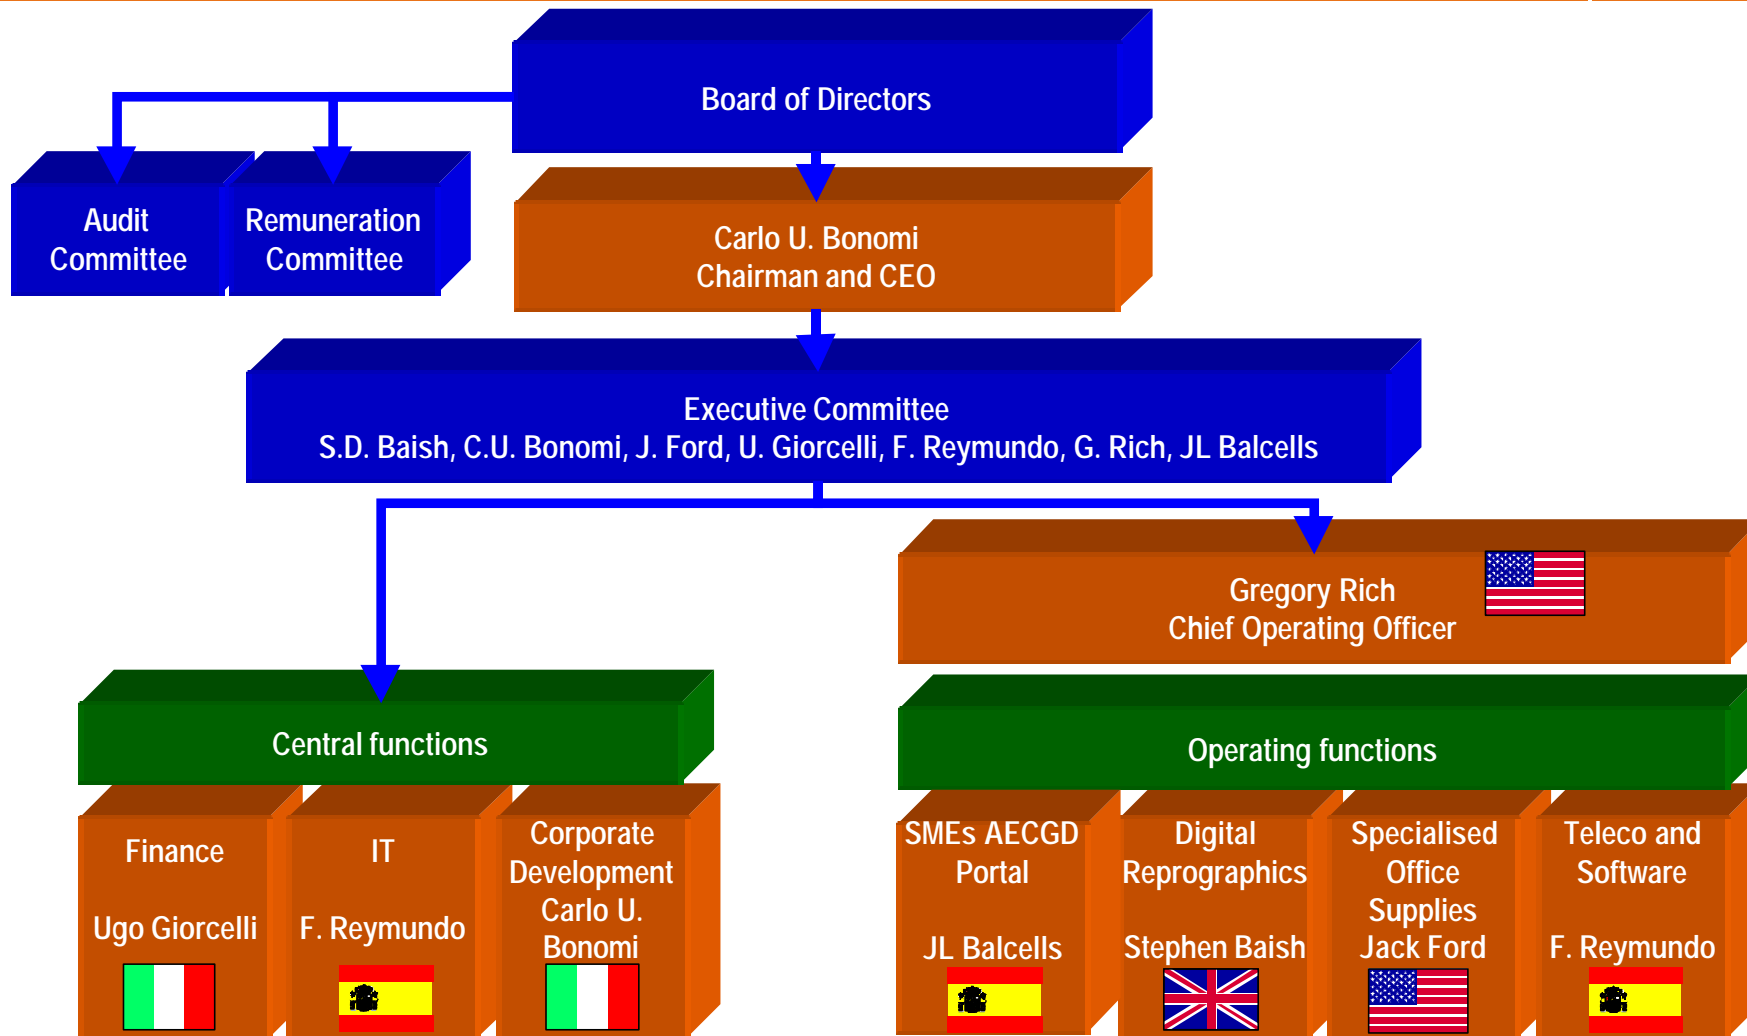 Board of Directors
Audit
Committee
Remuneration
Committee
Carlo U. Bonomi
Chairman and CEO
Executive Committee
S.D. Baish, C.U. Bonomi, J. Ford, U. Giorcelli, F. Reymundo, G. Rich, JL Balcells
Gregory Rich
Chief Operating Officer
Central functions
Operating functions
Finance
Ugo Giorcelli
IT
F. Reymundo
Corporate
Development
Carlo U.
Bonomi
SMEs AECGD
Portal
JL Balcells
Digital
Reprographics
Stephen Baish
Specialised
Office
Supplies
Jack Ford
Teleco and
Software
F. Reymundo